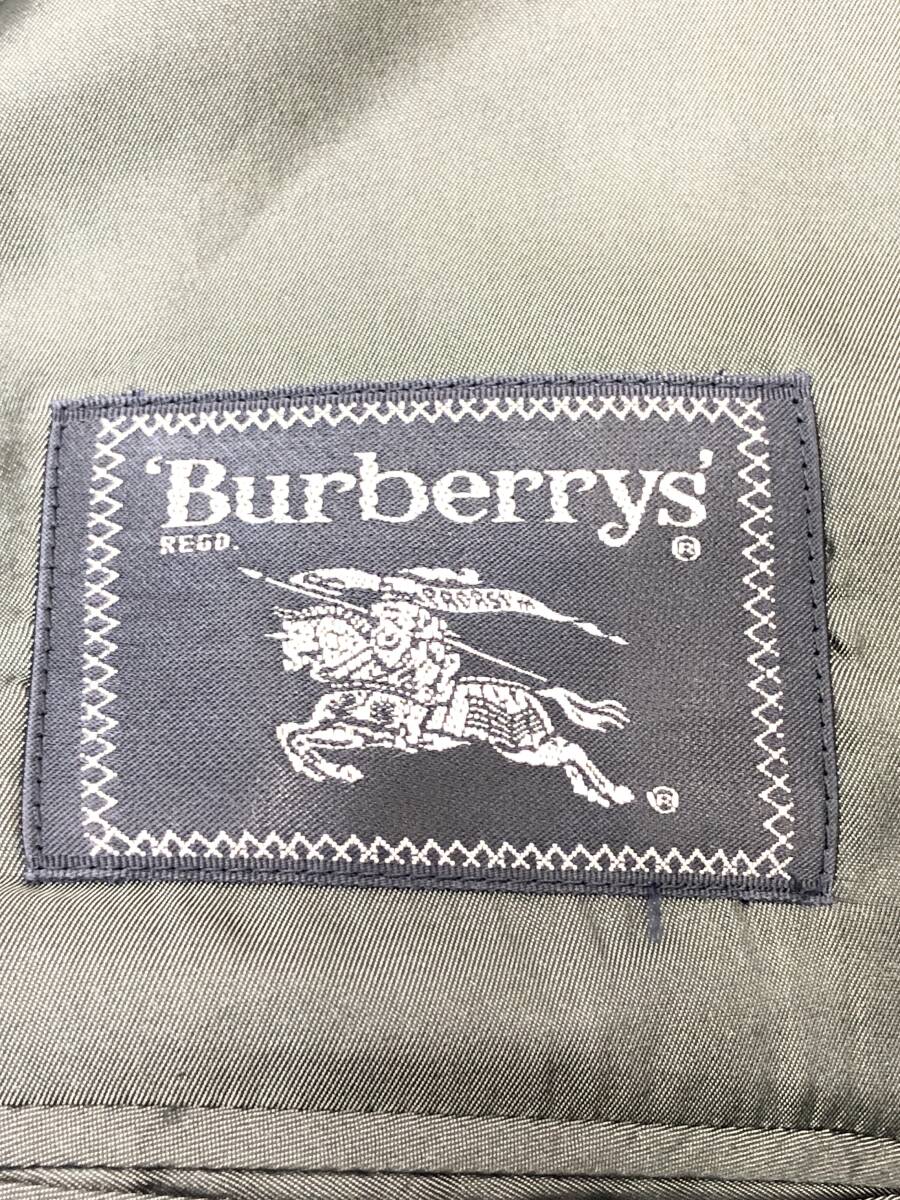 'Burberrys'
REGD. ®
®